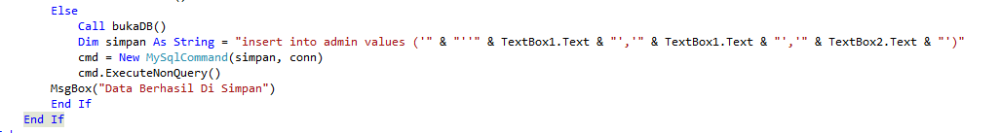 Else
Call bukaDB()
Dim simpan As String = "insert into admin values ('" & "''" & TextBox1.Text & "','" & TextBox1.Text & "','" & TextBox2.Text & "')"
cmd = New MySqlCommand(simpan, conn)
cmd.ExecuteNonQuery()
MsgBox("Data Berhasil Di Simpan")
End If
End If